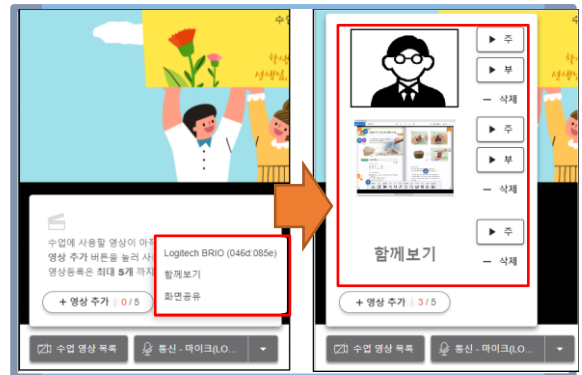 수업
학생
선생님,
수업에 사용할 영상이 아
영상 추가 버튼을 눌러 사
영상등록은 최대 5개 까지
Logitech BRIO (046d:085e)
함께보기
화면공유
+ 영상 추가 0 / 5
수업 영상 목록
통신 - 마이크(LO...
▶ 주
▶ 부
− 삭제
▶ 주
▶ 부
− 삭제
함께보기
▶ 주
− 삭제
+ 영상 추가 3 / 5
수업 영상 목록
통신 - 마이크(LO...